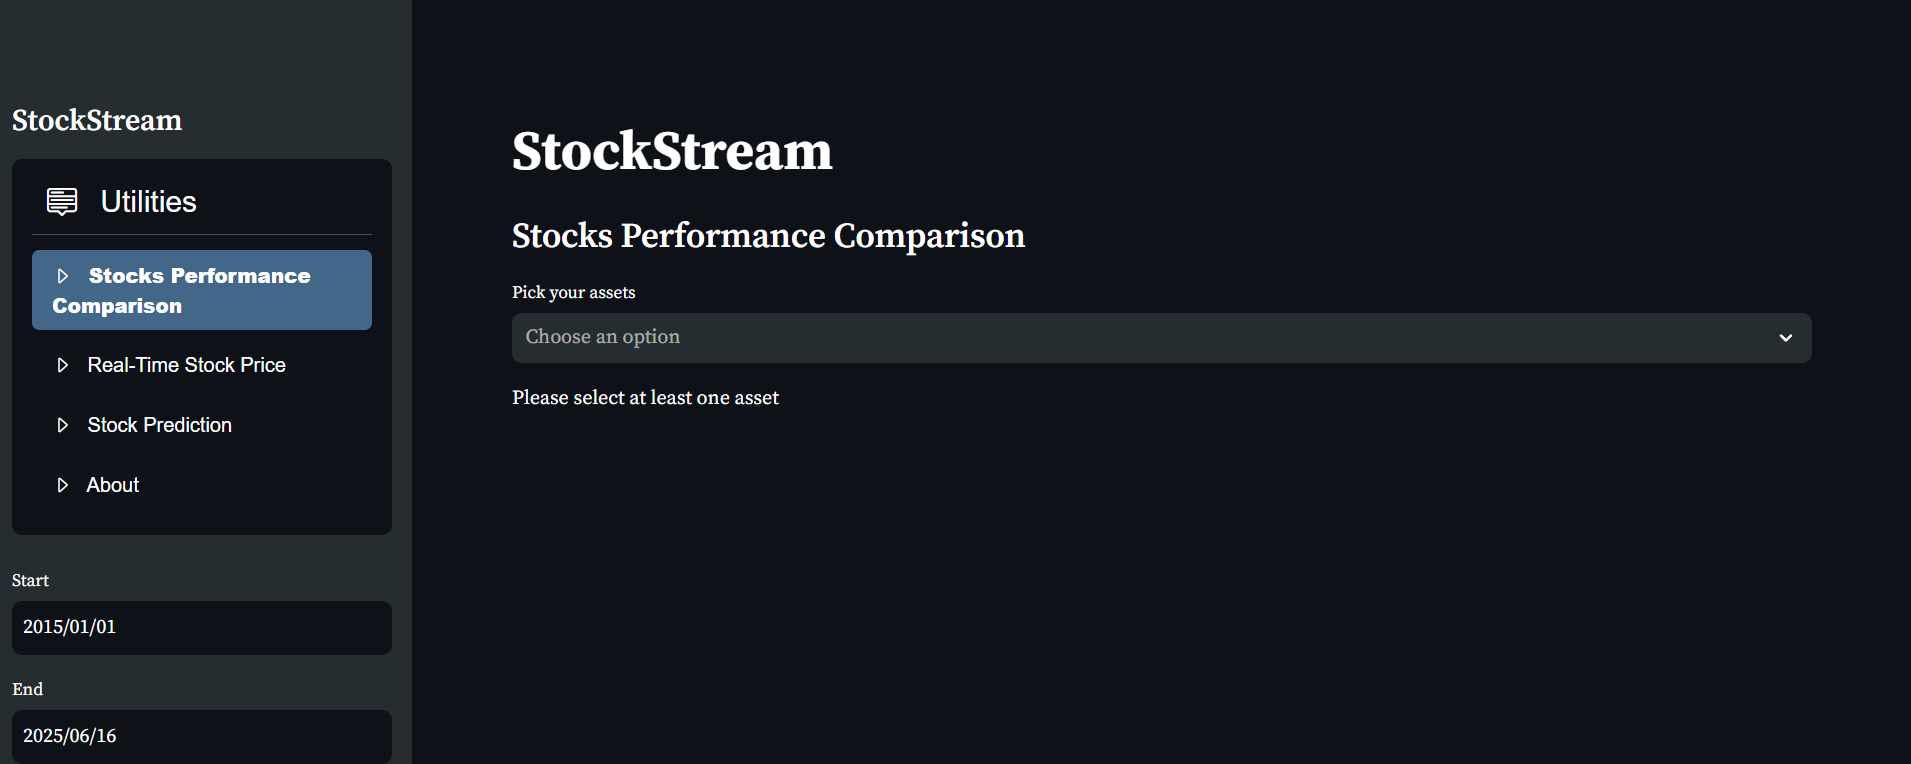 StockStream
Utilities
Stocks Performance
Comparison
Real-Time Stock Price
Stock Prediction
About
Start
2015/01/01
End
2025/06/16
StockStream
Stocks Performance Comparison
Pick your assets
Choose an option
Please select at least one asset